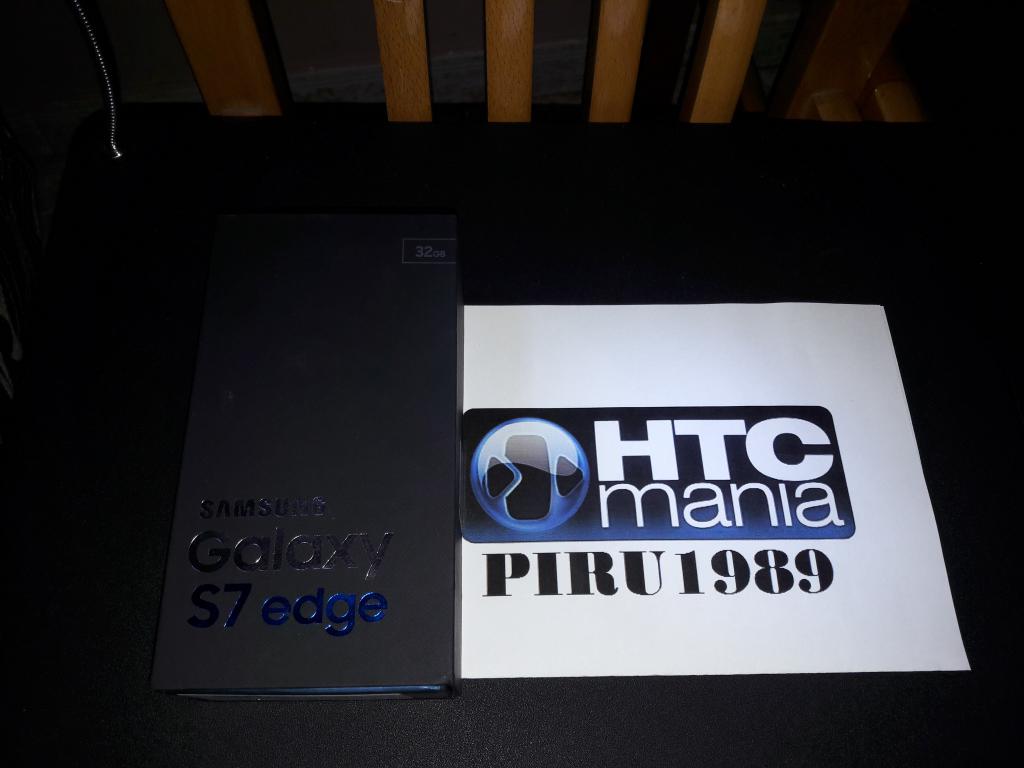 32GB
SAMSUNG
Galaxy
S7 edge
HTC
mania
PIRU1989